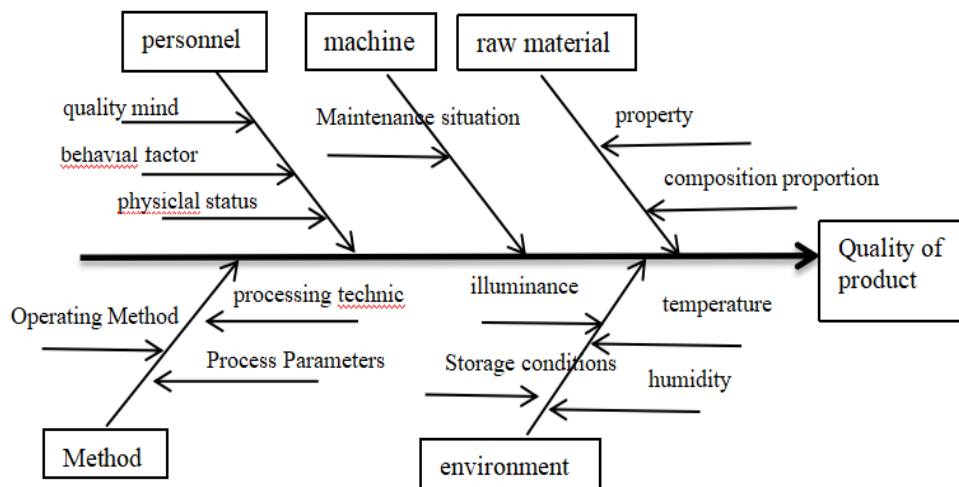 personnel
machine
raw material
quality mind
Maintenance situation
property
behavial factor
composition proportion
physiclal status
Quality of
product
illuminance
processing technic
temperature
Operating Method
Process Parameters
Storage conditions
humidity
Method
environment